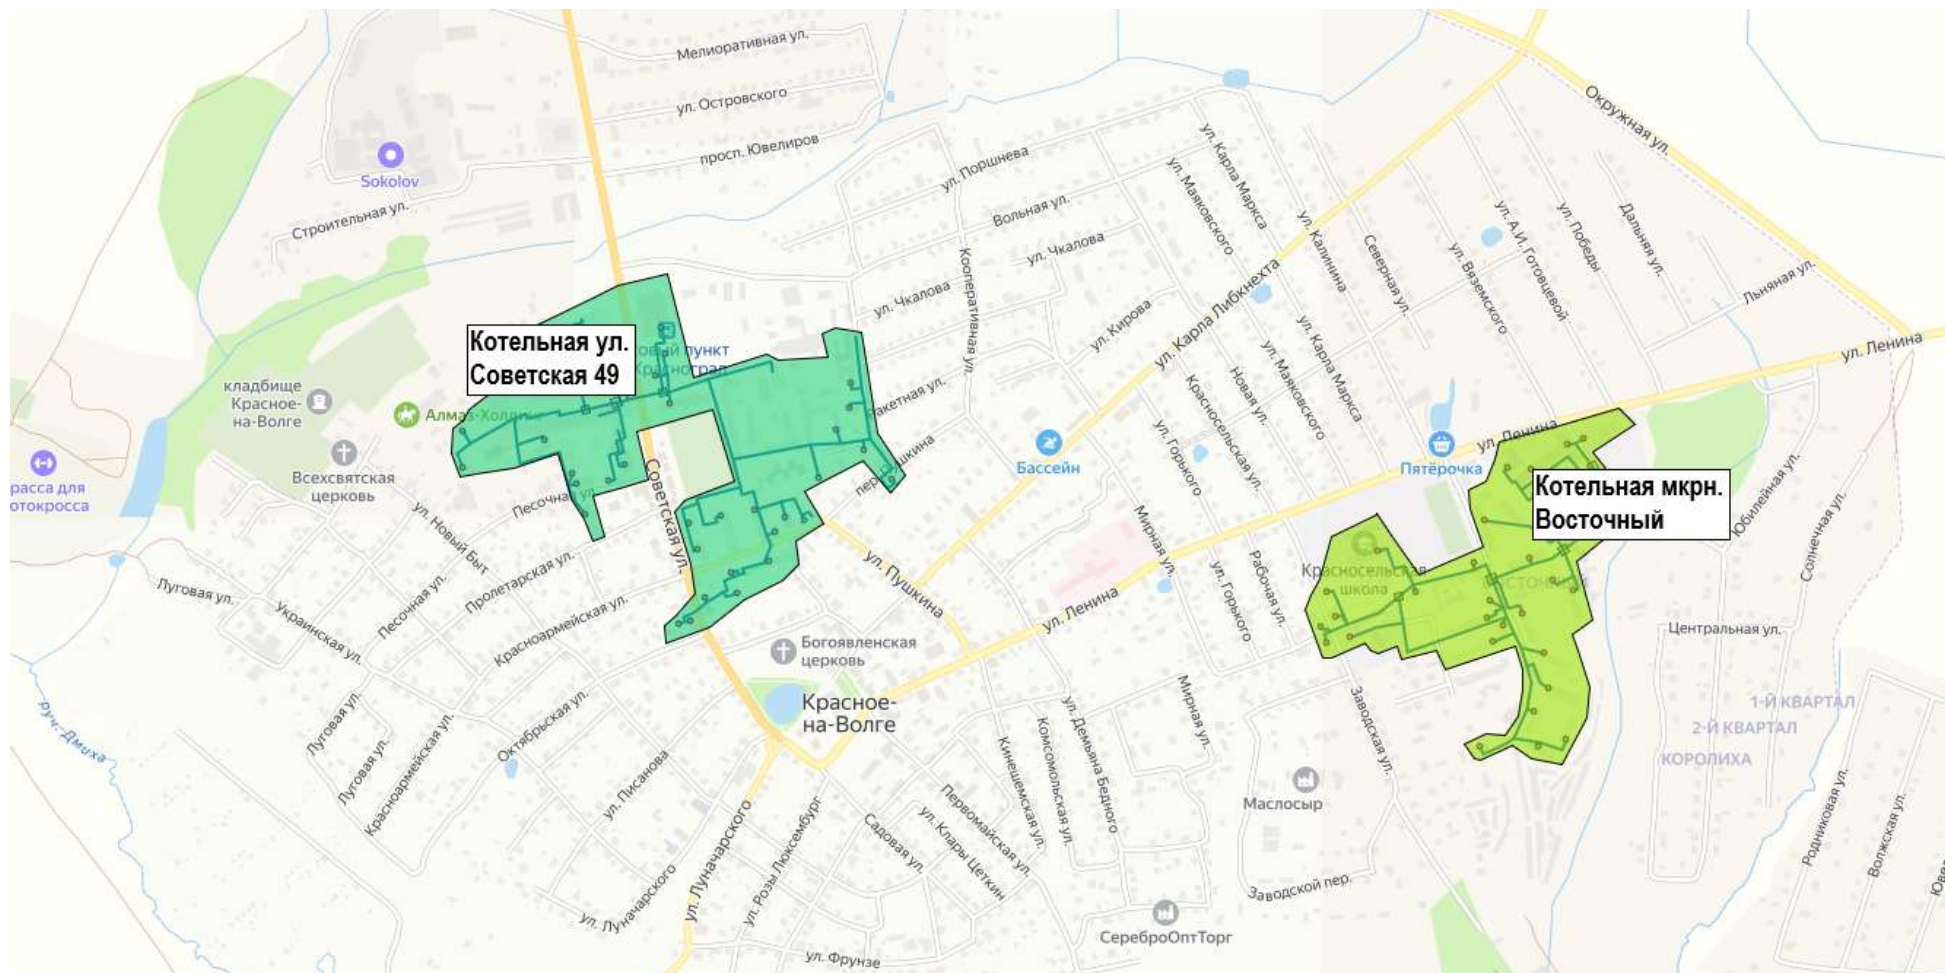 Мелиоративная ул.
ул. Островского
просп. Ювелиров
Sokolov
Строительная ул.
ул. Поршнева
Вольная ул.
ул. Чкалова
ул. Чкалова
Кооперативная ул.
ул. Кирова
ул. Карла Либкнехта
ул. Карла Маркса
ул. Маяковского
ул. Калинина
Северная ул.
ул. Вяземского
ул. А.И. Готовцевой
ул. Победы
Дальняя ул.
Льняная ул.
Окружная ул.
ул. Ленина
Котельная ул.
Советская 49
пункт
кладбище
Красное-
на-Волге
Всехсвятская
церковь
ул. Карла Маркса
ул. Маяковского
Новая ул.
Красносельская ул.
ул. Горького
Бассейн
Пятёрочка
ул. Ленина
Котельная мкрн.
Восточный
Юбилейная ул.
Солнечная ул.
Песочная ул.
Советская ул.
ул. Новый Быт
Пролетарская ул.
Песочная ул.
Луговая ул.
Украинская ул.
Красноармейская ул.
ул. Пушкина
Мирная ул.
ул. Горького
Рабочая ул.
Красносельская
школа
ул. Ленина
Центральная ул.
Богоявленская
церковь
Красное-
на-Волге
руч. Дмиха
Луговая ул.
Луговая ул.
Красноармейская ул.
Октябрьская ул.
ул. Писанова
Мирная ул.
ул. Демьяна Бедного
Комсомольская ул.
Кинешемская ул.
Заводская ул.
1-Й КВАРТАЛ
2-Й КВАРТАЛ
КОРОЛИХА
Маслосыр
Первомайская ул.
ул. Клары Цеткин
Садовая ул.
ул. Розы Люксембург
ул. Луначарского
ул. Луначарского
Родниковая ул.
Волжская ул.
Заводской пер.
СереброОптТорг
ул. Фрунзе